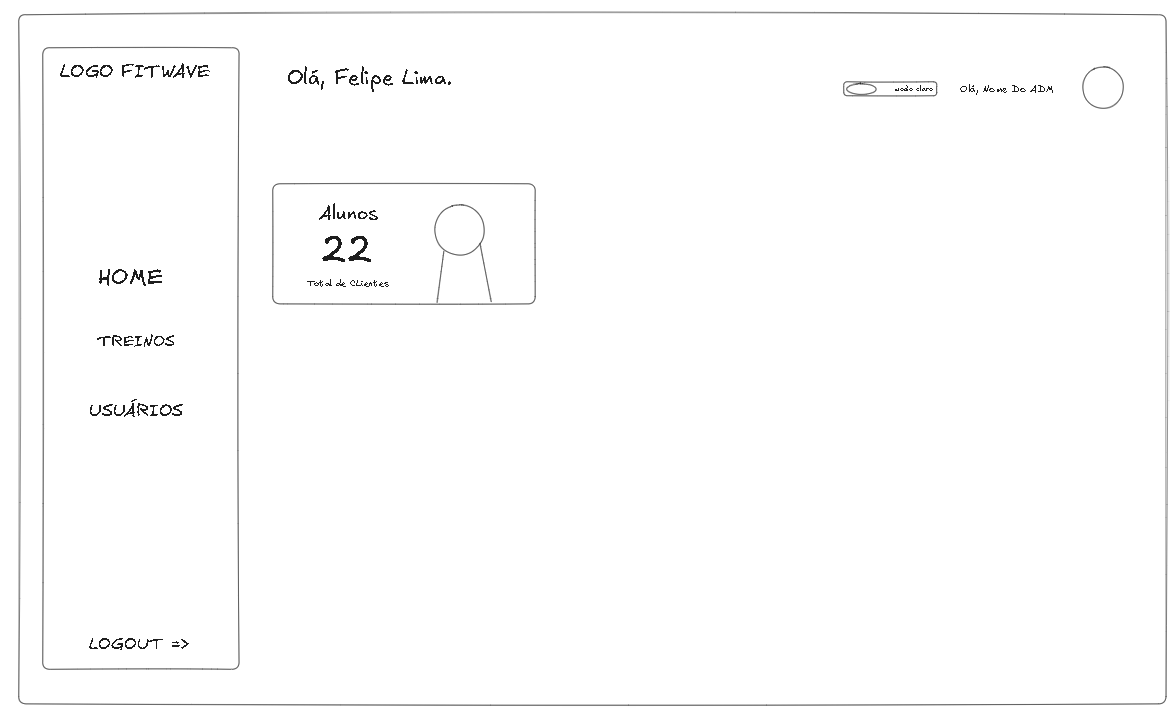 LOGO FITWAVE
HOME
TREINOS
USUÁRIOS
LOGOUT =>
Olá, Felipe Lima.
Modo claro
Olá, Nome Do ADM
Alunos
22
Total de Clientes